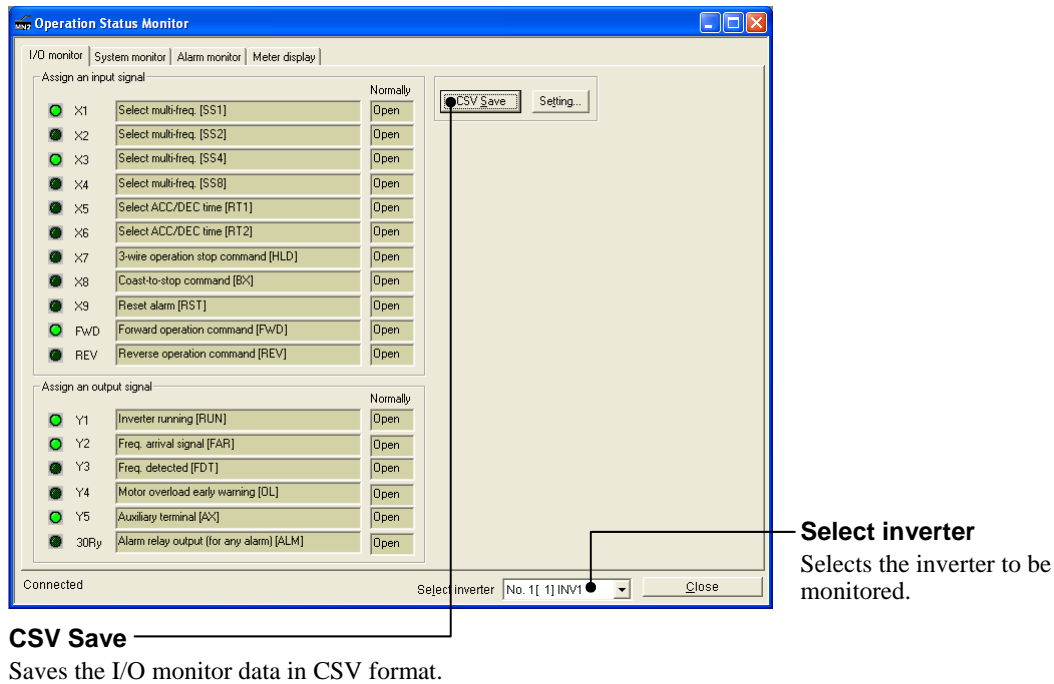 Operation Status Monitor
I/O monitor System monitor Alarm monitor Meter display
Assign an input signal
Normally
X1 Select multi-freq. [SS1] Open
X2 Select multi-freq. [SS2] Open
X3 Select multi-freq. [SS4] Open
X4 Select multi-freq. [SS8] Open
X5 Select ACC/DEC time [RT1] Open
X6 Select ACC/DEC time [RT2] Open
X7 3-wire operation stop command [HLD] Open
X8 Coast-to-stop command [BX] Open
X9 Reset alarm [RST] Open
FWD Forward operation command [FWD] Open
REV Reverse operation command [REV] Open
CSV Save Setting...
Assign an output signal
Normally
Y1 Inverter running [RUN] Open
Y2 Freq. arrival signal [FAR] Open
Y3 Freq. detected [FDT] Open
Y4 Motor overload early warning [OL] Open
Y5 Auxiliary terminal [AX] Open
30Ry Alarm relay output (for any alarm) [ALM] Open
Connected
Select inverter No. 1[ 1] INV1 Close
Select inverter
Selects the inverter to be
monitored.
CSV Save
Saves the I/O monitor data in CSV format.